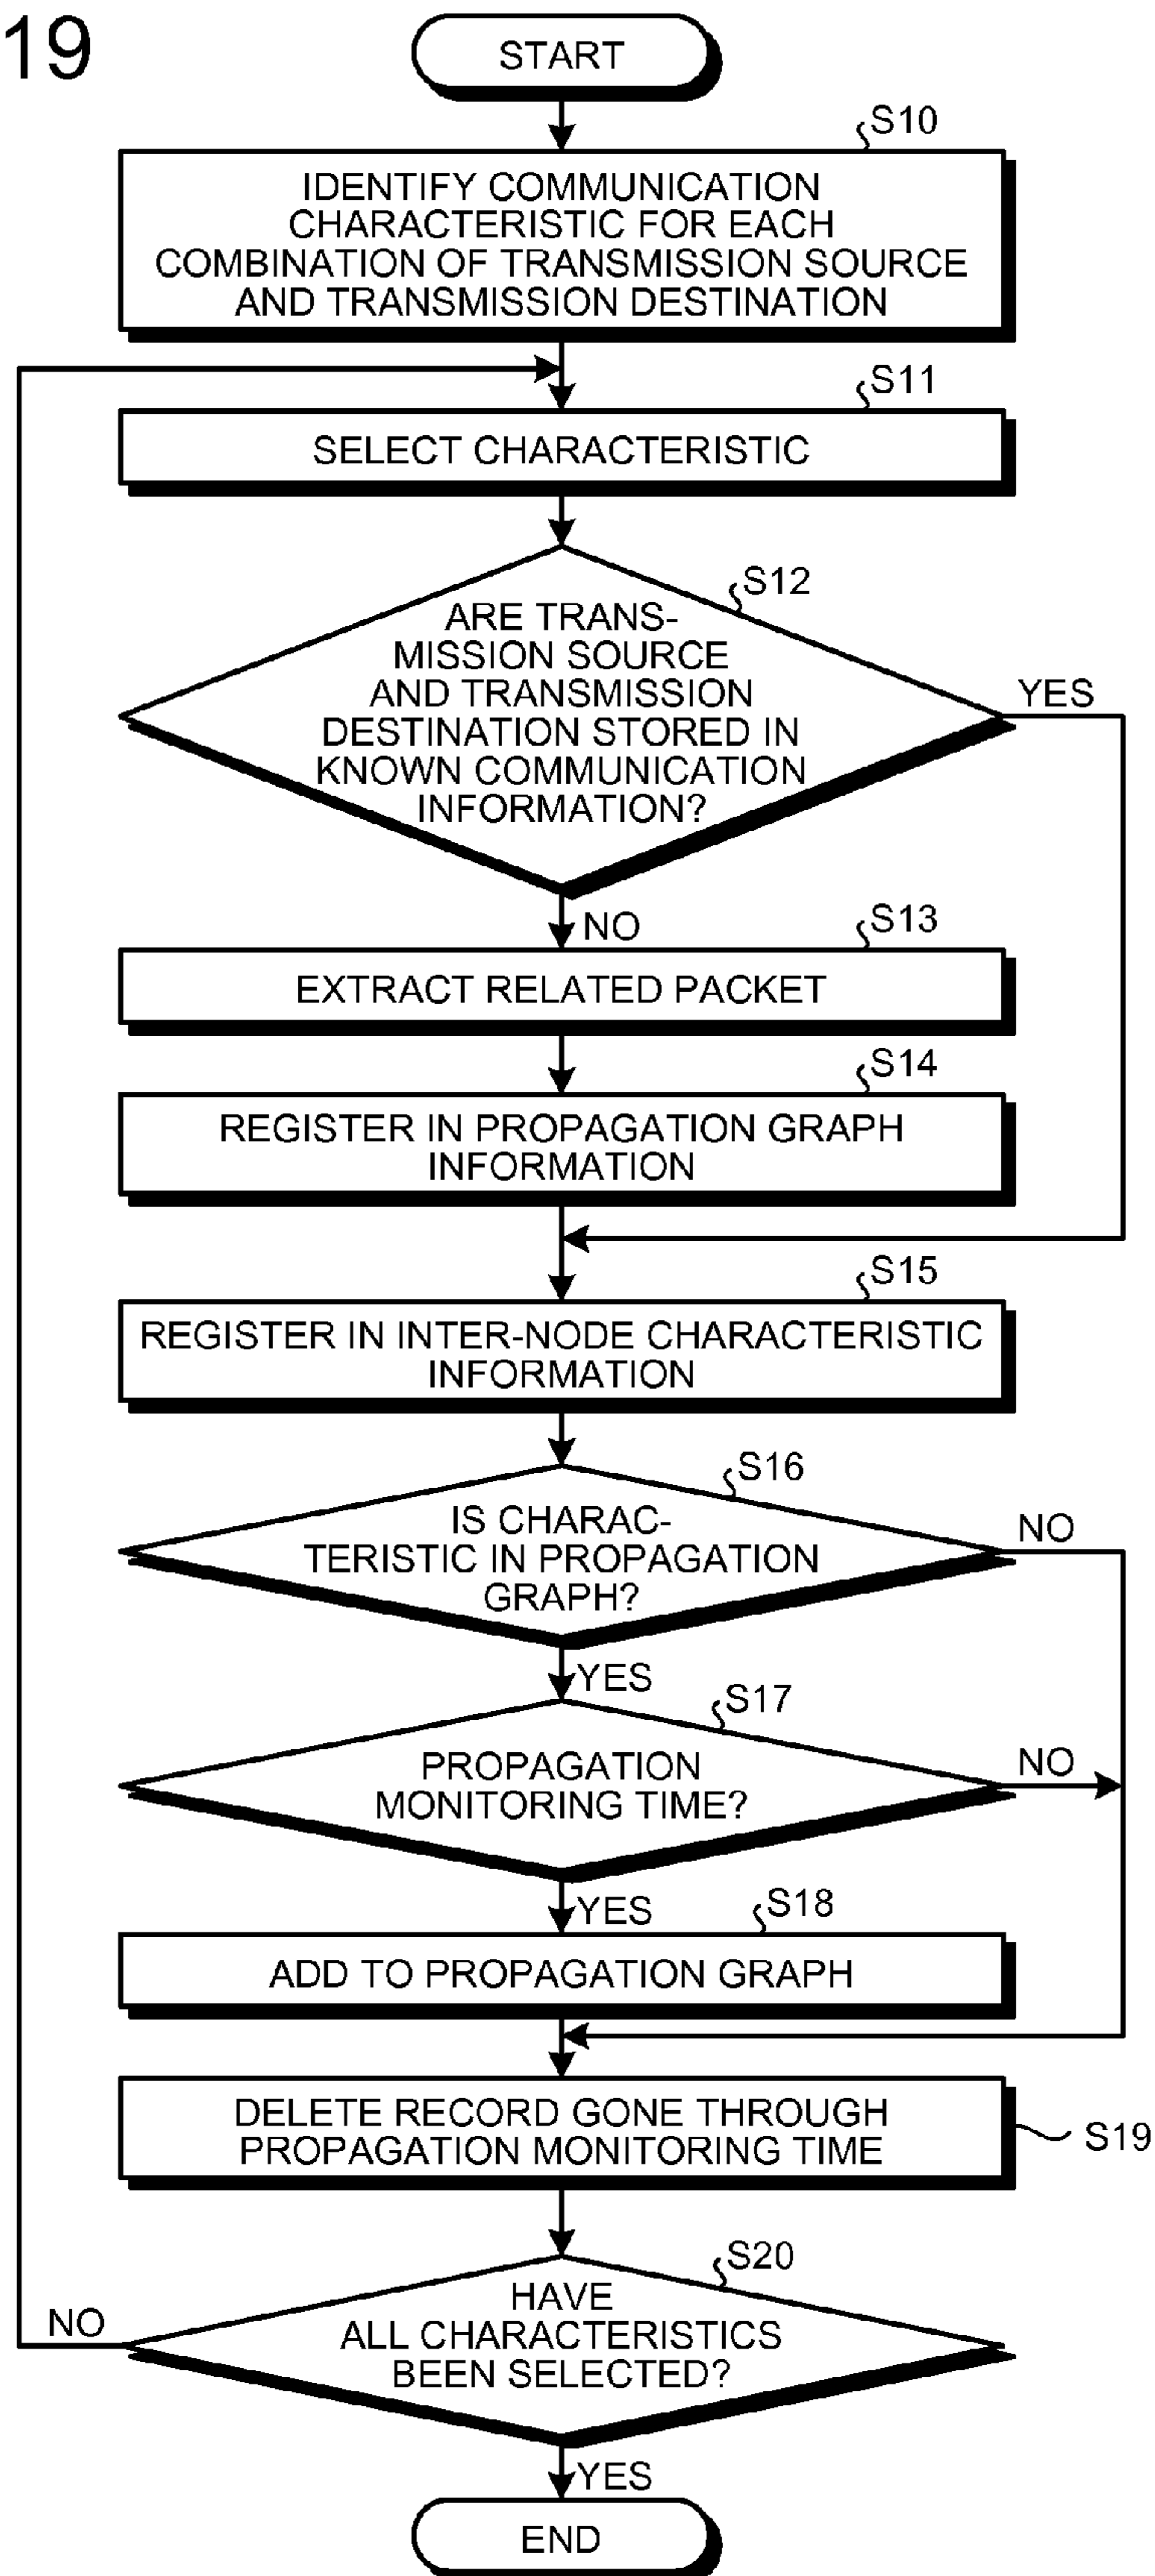 19
START
S10
IDENTIFY COMMUNICATION
CHARACTERISTIC FOR EACH
COMBINATION OF TRANSMISSION SOURCE
AND TRANSMISSION DESTINATION
S11
SELECT CHARACTERISTIC
S12
ARE TRANS-
MISSION SOURCE
AND TRANSMISSION
DESTINATION STORED IN
KNOWN COMMUNICATION
INFORMATION?
YES
NO
S13
EXTRACT RELATED PACKET
S14
REGISTER IN PROPAGATION GRAPH
INFORMATION
S15
REGISTER IN INTER-NODE CHARACTERISTIC
INFORMATION
S16
IS CHARAC-
TERISTIC IN PROPAGATION
GRAPH?
NO
YES
S17
PROPAGATION
MONITORING TIME?
NO
YES
S18
ADD TO PROPAGATION GRAPH
DELETE RECORD GONE THROUGH
PROPAGATION MONITORING TIME
S19
S20
HAVE
ALL CHARACTERISTICS
BEEN SELECTED?
NO
YES
END